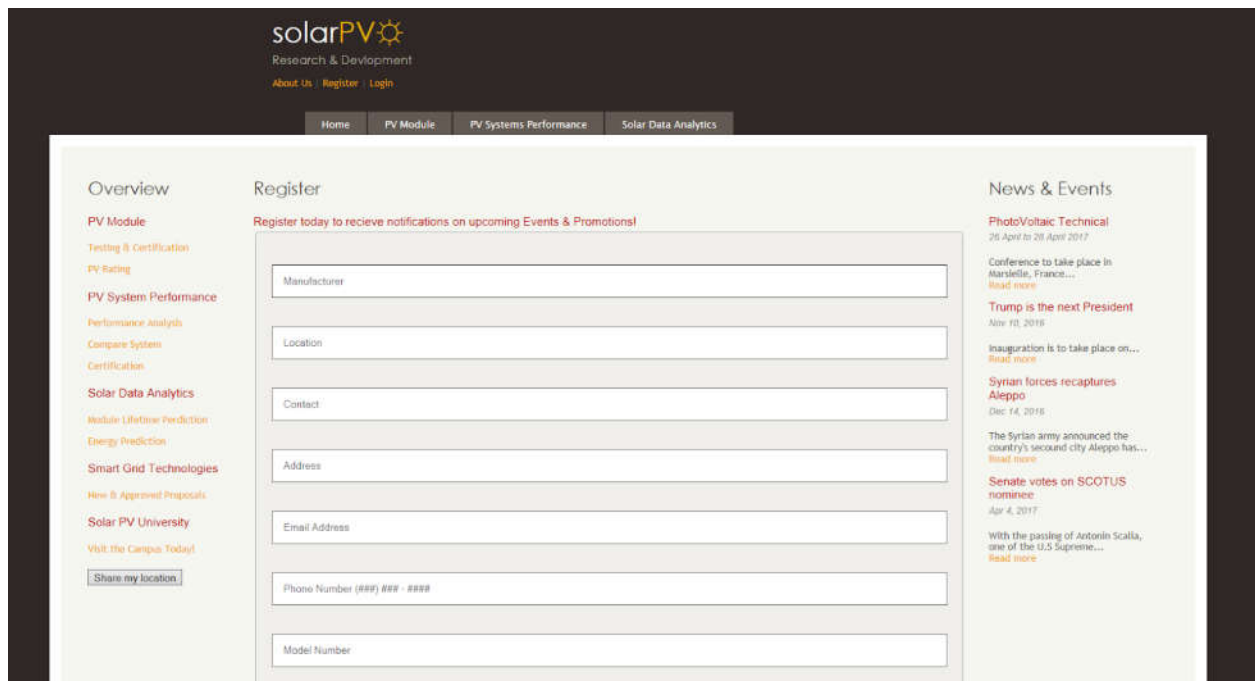 solarPV
Research & Devlopment
About Us | Register | Login
Home
PV Module
PV Systems Performance
Solar Data Analytics
Overview
PV Module
Testing & Certification
PV Rating
PV System Performance
Performance Analysis
Compare System
Certification
Solar Data Analytics
Module Lifetime Perdiction
Energy Prediction
Smart Grid Technologies
New & Approved Proposals
Solar PV University
Visit the Campus Today!
Share my location
Register
Register today to recieve notifications on upcoming Events & Promotions!
Manufacturer
Location
Contact
Address
Email Address
Phone Number (###) ### - ####
Model Number
News & Events
PhotoVoltaic Technical
26 April to 28 April 2017
Conference to take place in
Marsielle, France...
Read more
Trump is the next President
Nov 10, 2016
Inauguration is to take place on...
Read more
Syrian forces recaptures
Aleppo
Dec 14, 2016
The Syrian army announced the
country's secound city Aleppo has...
Read more
Senate votes on SCOTUS
nominee
Apr 4, 2017
With the passing of Antonin Scalia,
one of the U.S Supreme...
Read more